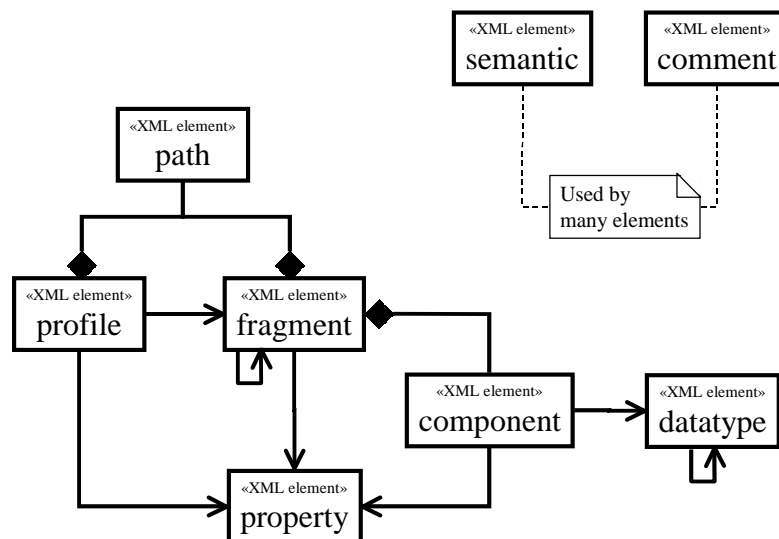 «XML element»
semantic
«XML element»
comment
«XML element»
path
Used by
many elements
«XML element»
profile
«XML element»
fragment
«XML element»
component
«XML element»
datatype
«XML element»
property